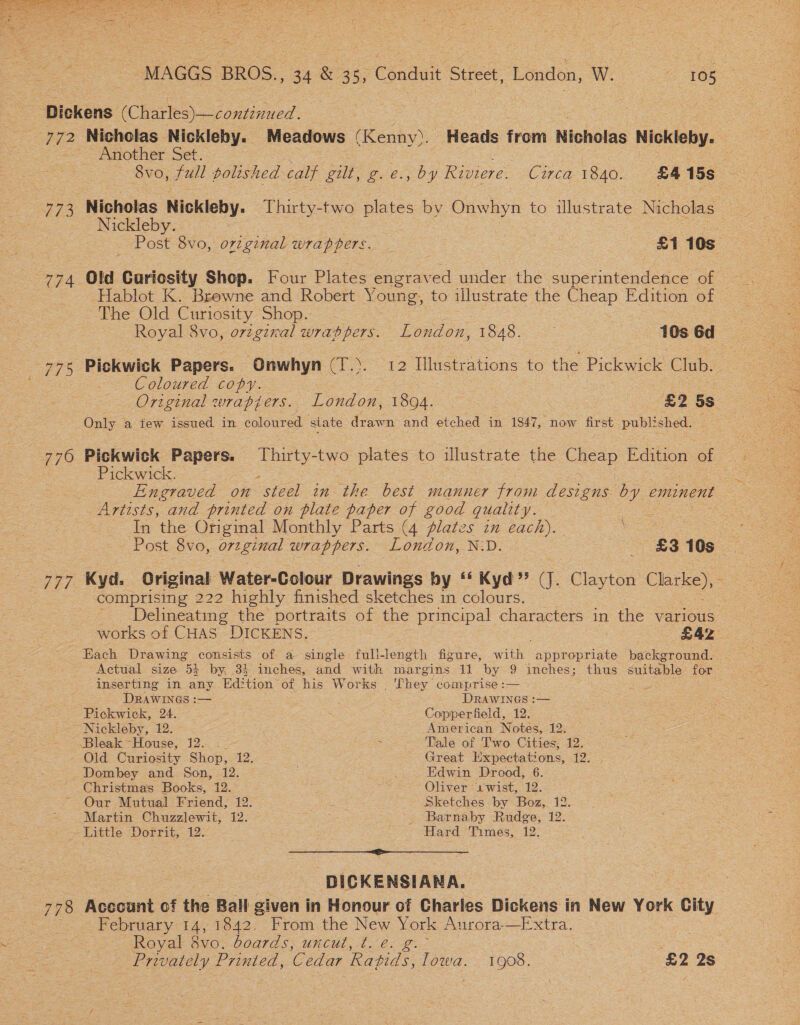 MAGGS BROS., 34 & 35, Conduit Street, London, W. 105
Dickens (Charles)—continued.
772 Nicholas Nickleby. Meadows (Kenny). Heads from Nicholas Nickleby.
Another Set.
8vo, full polished calf gilt, g. e., by Riviere. Circa 1840. £4 15s
773 Nicholas Nickleby. Thirty-two plates by Onwhyn to illustrate Nicholas
Nickleby.
Post 8vo, original wrappers. £1 10s
774 Old Curiosity Shop. Four Plates engraved under the superintendence of
Hablot K. Browne and Robert Young, to illustrate the Cheap Edition of
The Old Curiosity Shop.
Royal 8vo, original wrappers. London, 1848. 10s 6d
775 Pickwick Papers. Onwhyn (T.). 12 Illustrations to the Pickwick Club.
Coloured copy.
Original wrappers. London, 1894. £2 5s
Only a few issued in coloured state drawn and etched in 1847, now first published.
776 Pickwick Papers. Thirty-two plates to illustrate the Cheap Edition of
Pickwick.
Engraved on steel in the best manner from designs by eminent
Artists, and printed on plate paper of good quality.
In the Original Monthly Parts (4 plates in each).
Post 8vo, original wrappers. London, N.D. £3 10s
777 Kyd. Original Water-Colour Drawings by “Kyd” (J. Clayton Clarke),
comprising 222 highly finished sketches in colours.
Delineating the portraits of the principal characters in the various
works of CHAS DICKENS. £42
Each Drawing consists of a single full-length figure, with appropriate background.
Actual size 5½ by 3½ inches, and with margins 11 by 9 inches; thus suitable for
inserting in any Edition of his Works. They comprise:—
DRAWINGS:— DRAWINGS:—
Pickwick, 24. Copperfield, 12.
Nickleby, 12. American Notes, 12.
Bleak House, 12. Tale of Two Cities, 12.
Old Curiosity Shop, 12. Great Expectations, 12.
Dombey and Son, 12. Edwin Drood, 6.
Christmas Books, 12. Oliver Twist, 12.
Our Mutual Friend, 12. Sketches by Boz, 12.
Martin Chuzzlewit, 12. Barnaby Rudge, 12.
Little Dorrit, 12. Hard Times, 12.
DICKENSIANA.
778 Account of the Ball given in Honour of Charles Dickens in New York City
February 14, 1842. From the New York Aurora—Extra.
Royal 8vo. boards, uncut, t. e. g.
Privately Printed, Cedar Rapids, Iowa. 1908. £2 2s